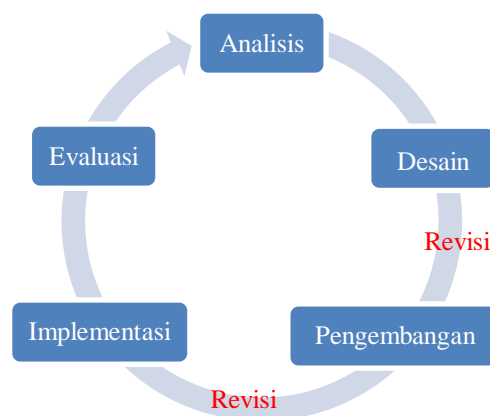 Analisis
Evaluasi
Desain
Revisi
Implementasi
Pengembangan
Revisi